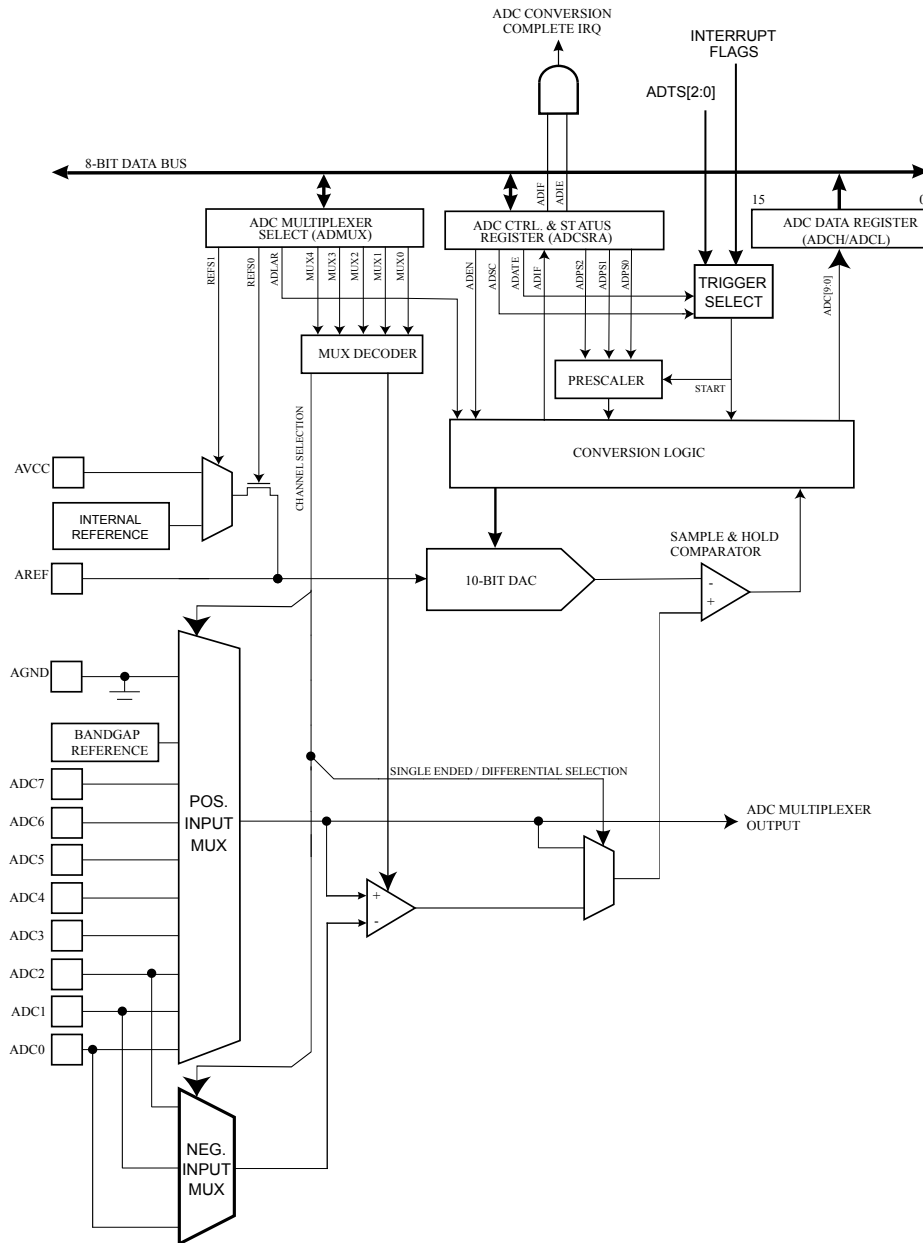 ADC CONVERSION
COMPLETE IRQ
INTERRUPT
FLAGS
ADTS[2:0]
8-BIT DATA BUS
ADIF
ADIE
15
0
ADC MULTIPLEXER
SELECT (ADMUX)
ADC CTRL. & STATUS
REGISTER (ADCSRA)
ADC DATA REGISTER
(ADCH/ADCL)
REFS1
REFS0
ADLAR
MUX4
MUX3
MUX2
MUX1
MUX0
ADEN
ADSC
ADATE
ADIF
ADPS2
ADPS1
ADPS0
TRIGGER
SELECT
ADC[9:0]
MUX DECODER
PRESCALER
START
CHANNEL SELECTION
CONVERSION LOGIC
AVCC
INTERNAL
REFERENCE
SAMPLE & HOLD
COMPARATOR
AREF
10-BIT DAC
-
+
AGND
BANDGAP
REFERENCE
SINGLE ENDED / DIFFERENTIAL SELECTION
ADC7
ADC6
ADC5
ADC4
ADC3
ADC2
ADC1
ADC0
POS.
INPUT
MUX
ADC MULTIPLEXER
OUTPUT
+
-
NEG.
INPUT
MUX